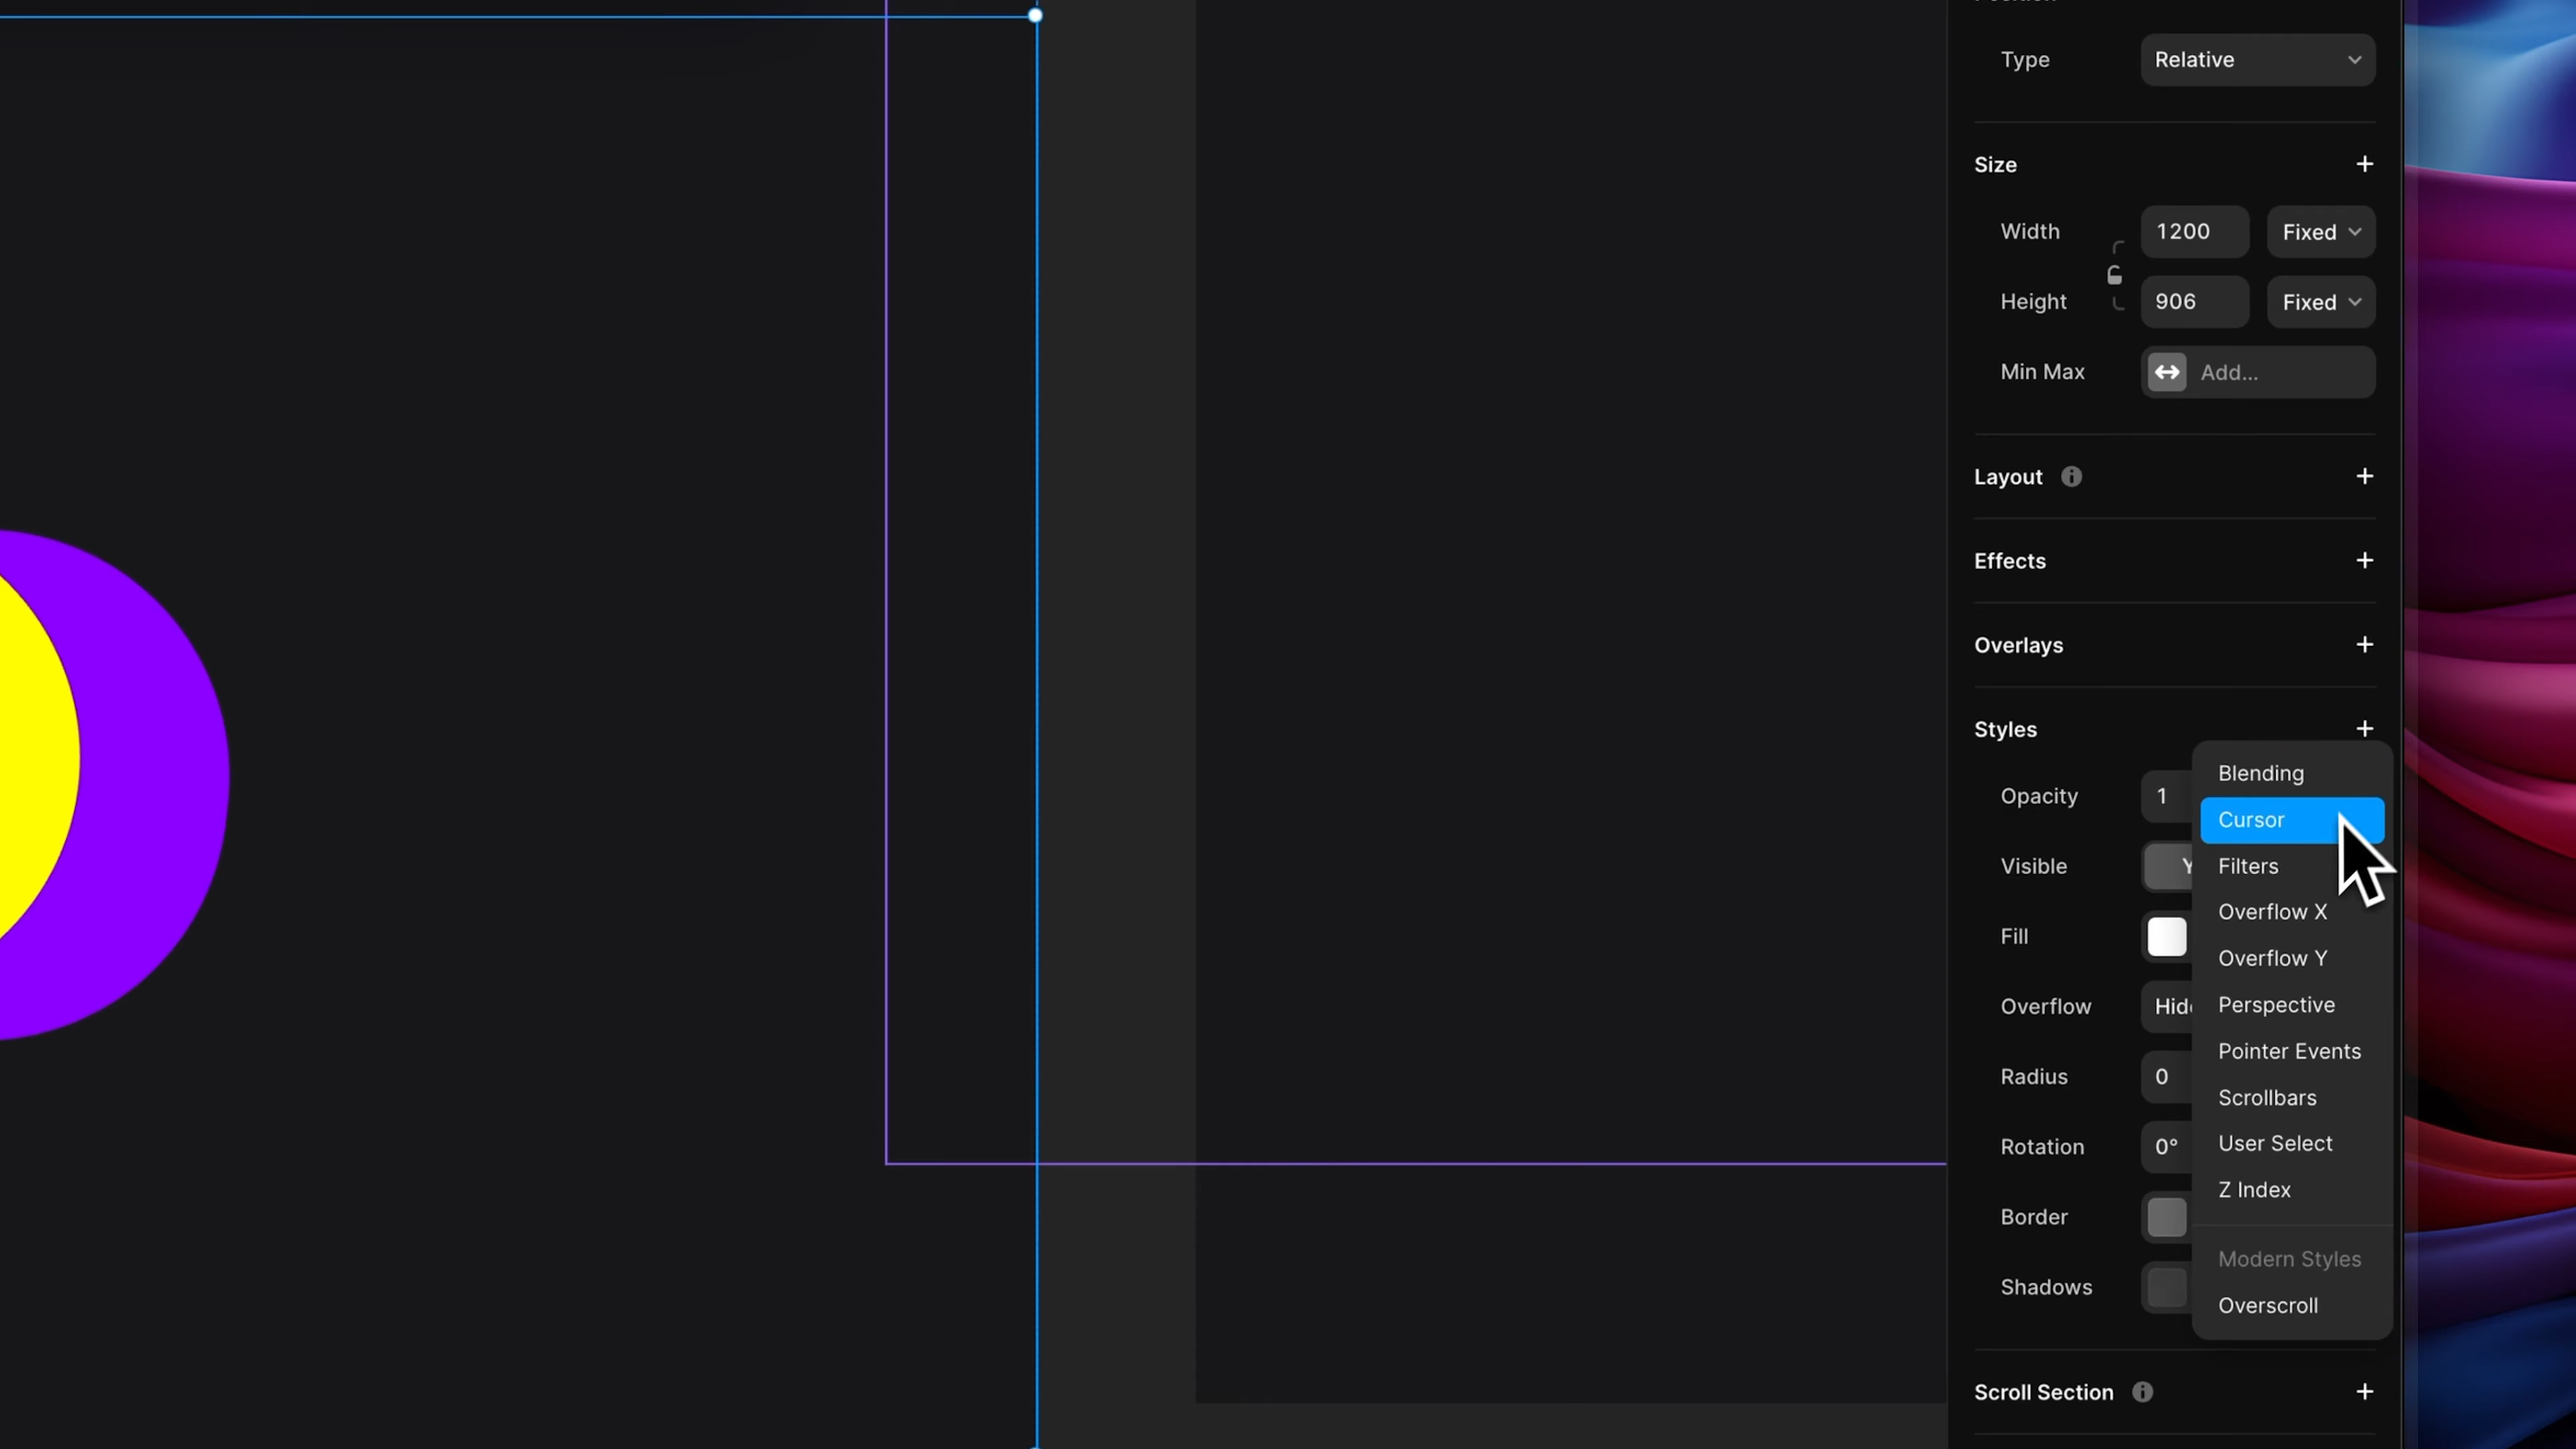 Type Relative
Size
Width 1200 Fixed
Height 906 Fixed
Min Max Add...
Layout
Effects
Overlays
Styles
Blending
Opacity 1
Cursor
Visible Y
Filters
Overflow X
Fill
Overflow Y
Overflow Hid
Perspective
Pointer Events
Radius 0
Scrollbars
Rotation 0°
User Select
Z Index
Border
Modern Styles
Shadows
Overscroll
Scroll Section